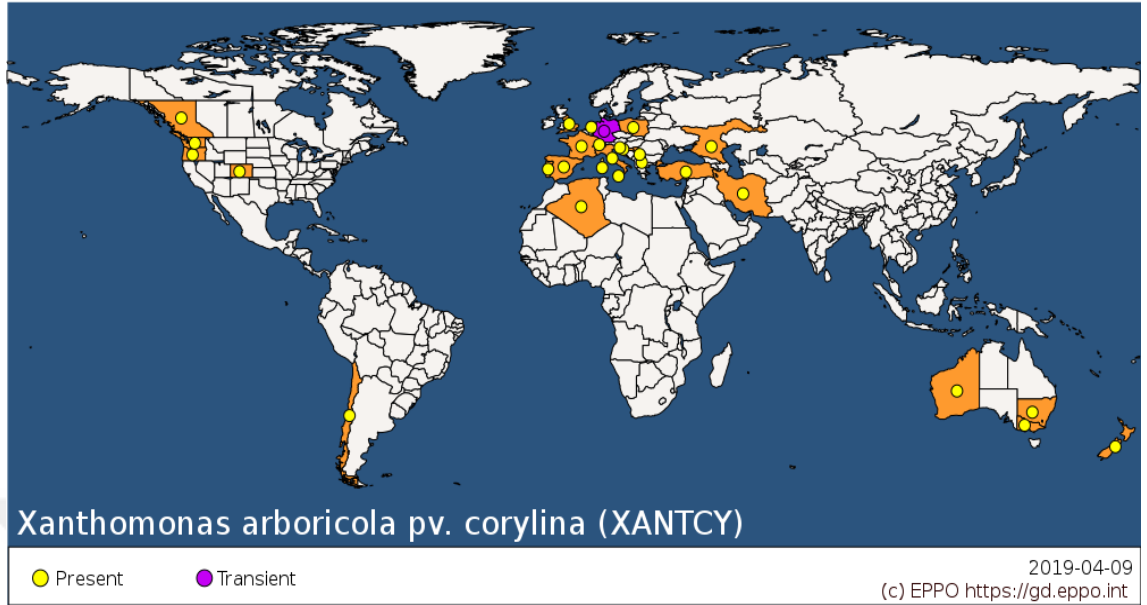 Xanthomonas arboricola pv. corylina (XANTCY)
Present
Transient
2019-04-09
(c) EPPO https://gd.eppo.int